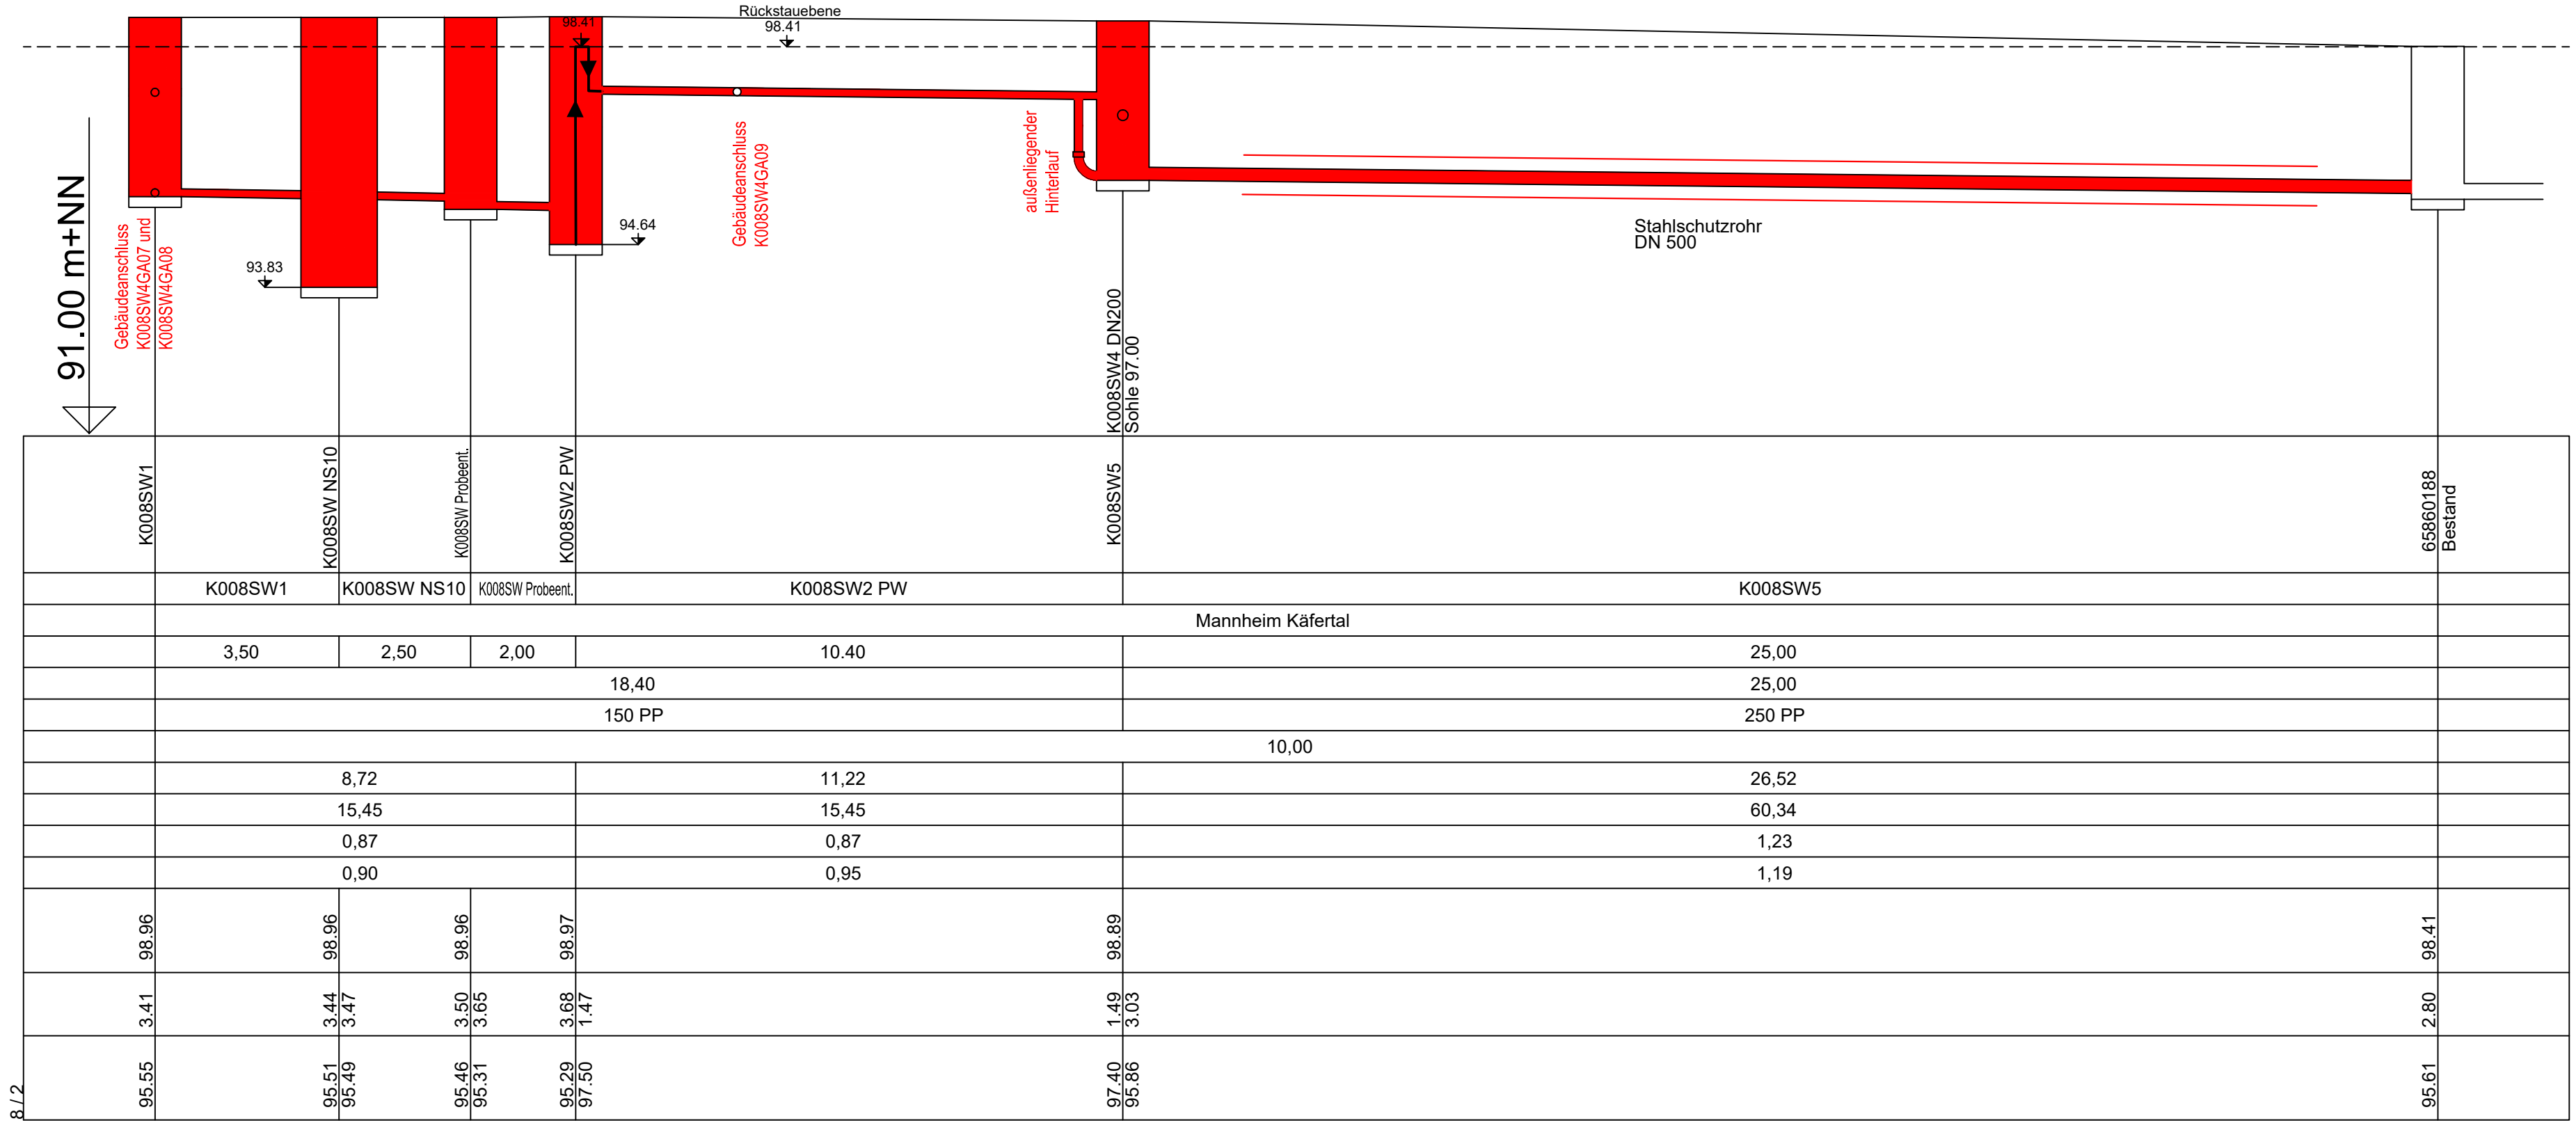 Rückstauebene
98.41
98.41
91.00 m+NN
Gebäudeanschluss
K008SW4GA07 und
K008SW4GA08
93.83
94.64
Gebäudeanschluss
K008SW4GA09
außenliegender
Hinterlauf
Stahlschutzrohr
DN 500
K008SW4 DN200
Sohle 97.00
K008SW1
K008SW NS10
K008SW Probeent.
K008SW2 PW
K008SW5
65860188
Bestand
K008SW1 K008SW NS10 K008SW Probeent. K008SW2 PW K008SW5
Mannheim Käfertal
3,50 2,50 2,00 10.40 25,00
18,40 25,00
150 PP 250 PP
10,00
8,72 11,22 26,52
15,45 15,45 60,34
0,87 0,87 1,23
0,90 0,95 1,19
98.96 98.96 98.96 98.97 98.89 98.41
3.41 3.44 3.47 3.50 3.65 3.68 1.47 1.49 3.03 2.80
95.55 95.51 95.49 95.46 95.31 95.29 97.50 97.40 95.86 95.61
8 / 2